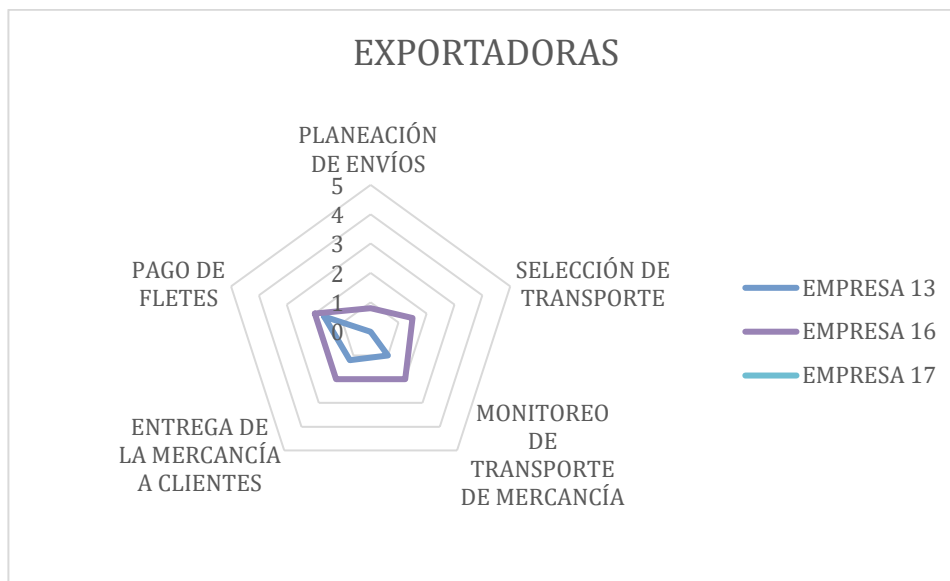 EXPORTADORAS
PLANEACIÓN
DE ENVÍOS
5
4
3
2
1
0
SELECCIÓN DE
TRANSPORTE
MONITOREO
DE
TRANSPORTE
DE MERCANCÍA
ENTREGA DE
LA MERCANCÍA
A CLIENTES
PAGO DE
FLETES
EMPRESA 13
EMPRESA 16
EMPRESA 17